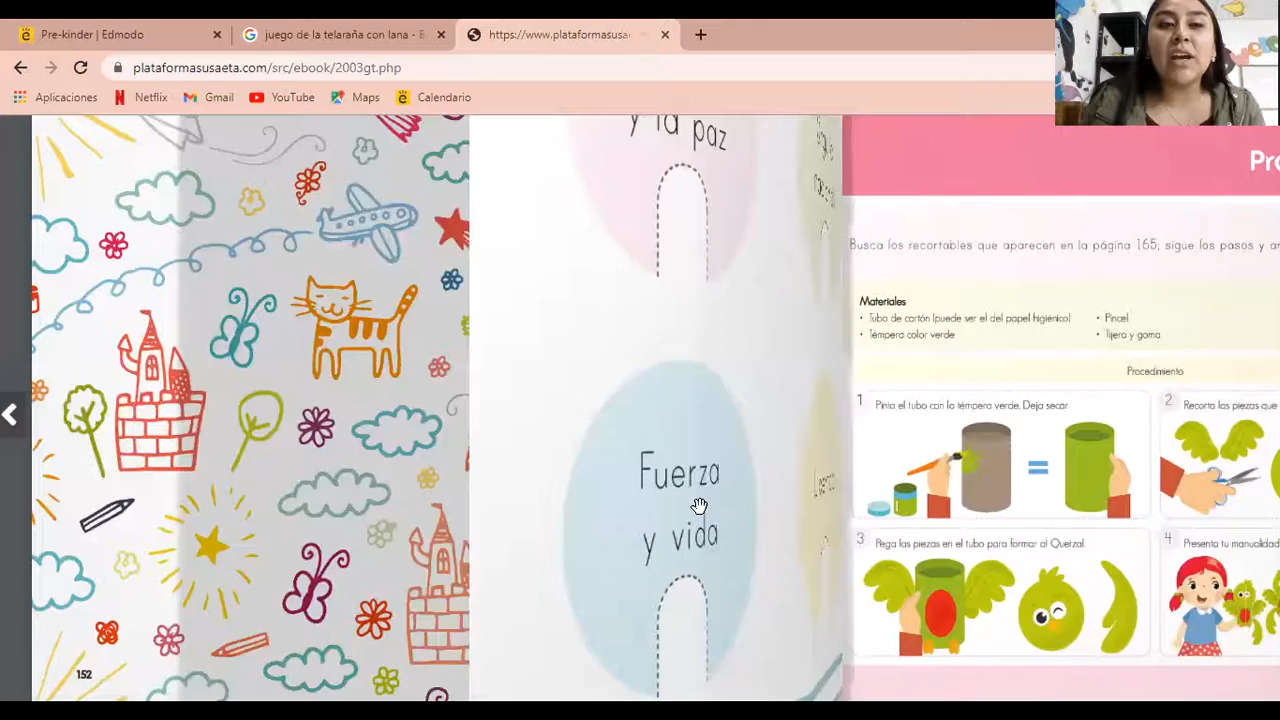 Pre-kinder | Edmodo
juego de la telaraña con lana - B
https://www.plataformasusa
plataformasusaeta.com/src/ebook/2003gt.php
Aplicaciones
Netflix
Gmail
YouTube
Maps
Calendario
y la paz
Fuerza
y vida
152
Pro
Busca los recortables que aparecen en la página 165; sigue los pasos y ar
Materiales
• Tubo de cartón (puede ser el del papel higiénico)
• Témpera color verde
• Pincel
• Tijera y goma
Procedimiento
1 Pinta el tubo con la témpera verde. Deja secar.
2 Recorta las piezas que
3 Pega las piezas en el tubo para formar al Quetzal.
4 Presenta tu manualidad